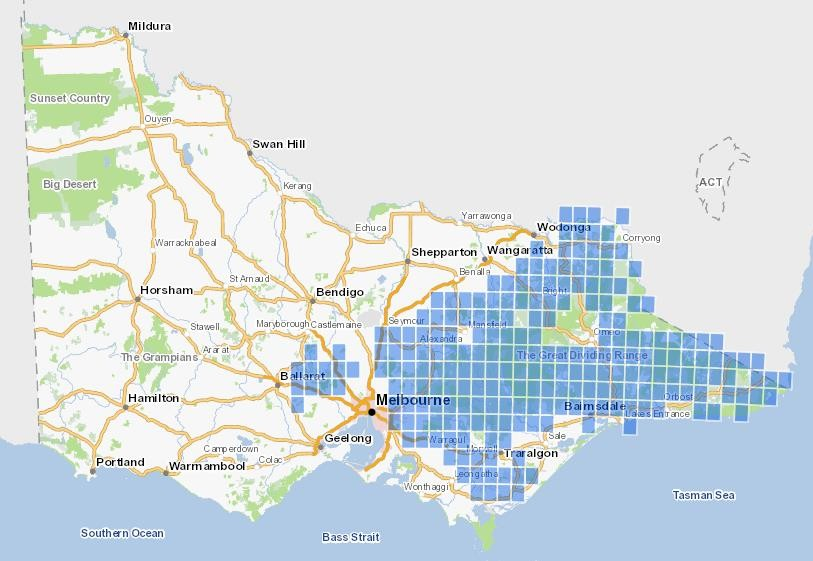 Mildura
Sunset Country
Ouyen
Swan Hill
ACT
Big Desert
Kerang
Yarrawonga
Echuca
Wodonga
Corryong
Warracknabeal
Shepparton
Wangaratta
Benalla
St Arnaud
Horsham
Bendigo
Bright
Maryborough
Castlemaine
Seymour
Mansfield
Stawell
Omeo
Alexandra
Ararat
The Grampians
The Great Dividing Range
Ballarat
Hamilton
Melbourne
Orbost
Bairnsdale
Lakes Entrance
Geelong
Warragul
Sale
Camperdown
Morwell
Traralgon
Colac
Portland
Warrnambool
Leongatha
Wonthaggi
Tasman Sea
Southern Ocean
Bass Strait